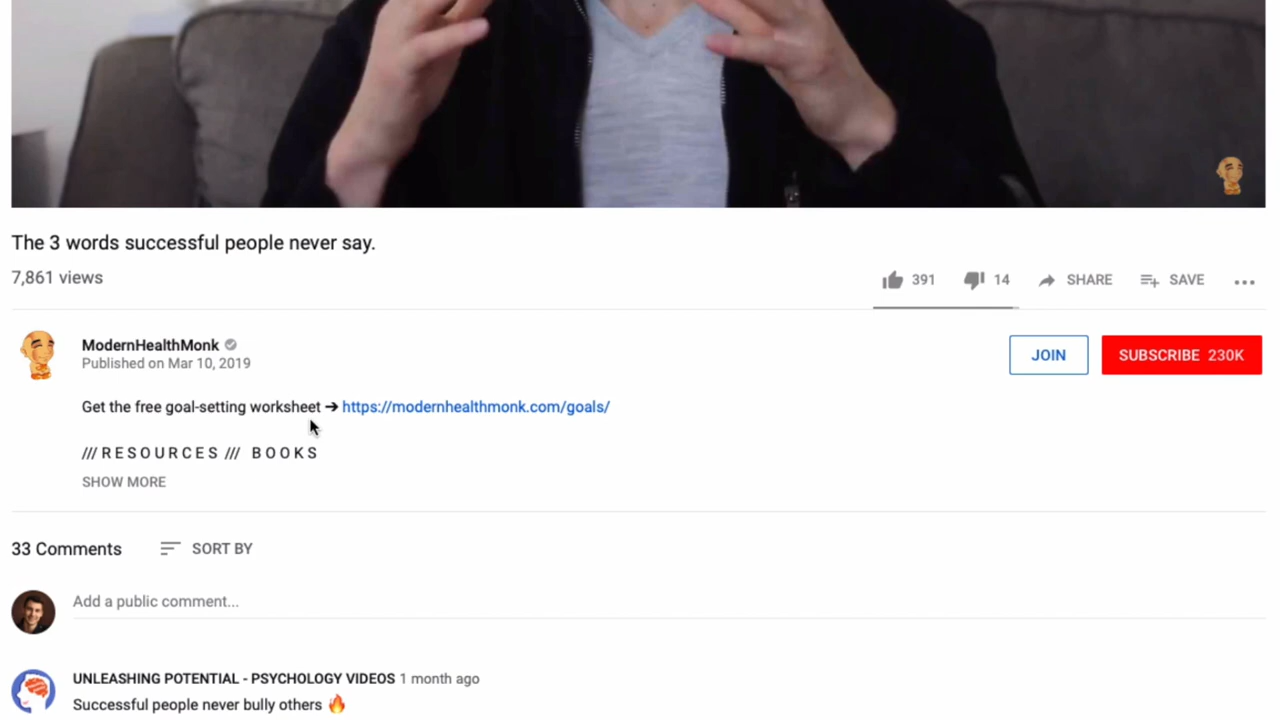 The 3 words successful people never say.
7,861 views
391 14 SHARE SAVE ...
ModernHealthMonk
Published on Mar 10, 2019
JOIN SUBSCRIBE 230K
Get the free goal-setting worksheet ➔ https://modernhealthmonk.com/goals/
/// R E S O U R C E S /// B O O K S
SHOW MORE
33 Comments SORT BY
Add a public comment...
UNLEASHING POTENTIAL - PSYCHOLOGY VIDEOS 1 month ago
Successful people never bully others 🔥